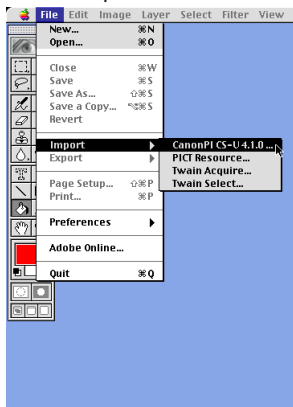 File Edit Image Layer Select Filter View
New... ⌘N
Open... ⌘O
Close ⌘W
Save ⌘S
Save As... ⇧⌘S
Save a Copy... ⌥⌘S
Revert
Import ▶ CanonPI CS-U 4.1.0 ...
Export ▶ PICT Resource...
Twain Acquire...
Page Setup... ⇧⌘P Twain Select...
Print... ⌘P
Preferences ▶
Adobe Online...
Quit ⌘Q